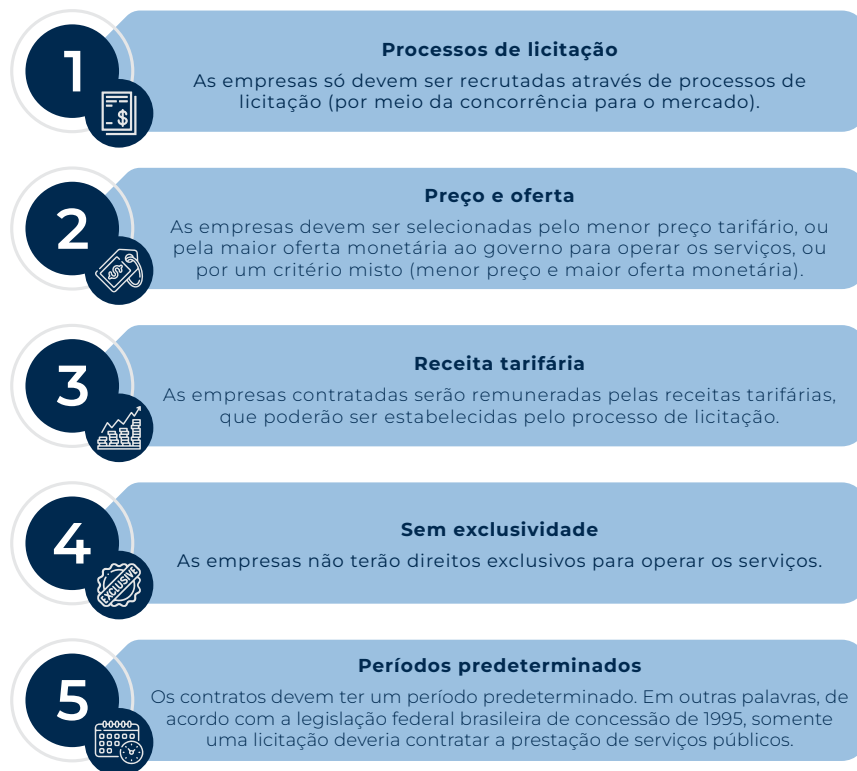 1
Processos de licitação
As empresas só devem ser recrutadas através de processos de
licitação (por meio da concorrência para o mercado).
$
2
Preço e oferta
As empresas devem ser selecionadas pelo menor preço tarifário, ou
pela maior oferta monetária ao governo para operar os serviços, ou
por um critério misto (menor preço e maior oferta monetária).
$
3
Receita tarifária
As empresas contratadas serão remuneradas pelas receitas tarifárias,
que poderão ser estabelecidas pelo processo de licitação.
4
Sem exclusividade
As empresas não terão direitos exclusivos para operar os serviços.
EXCLUSIVE
5
Períodos predeterminados
Os contratos devem ter um período predeterminado. Em outras palavras, de
acordo com a legislação federal brasileira de concessão de 1995, somente
uma licitação deveria contratar a prestação de serviços públicos.